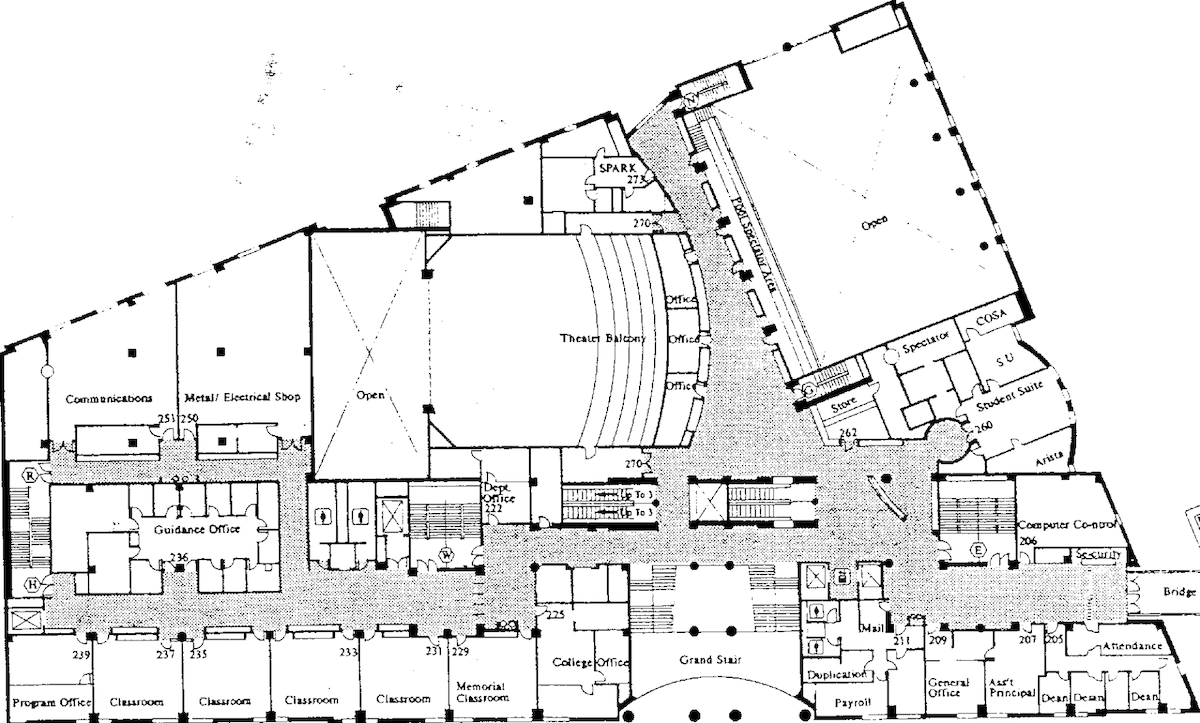 N
SPARK
273
270
Pool Spectator Area
Open
COSA
Spectator
S U
Office
Theater Balcony
Office
Communications
Metal/ Electrical Shop
Open
Office
G
Store
Student Suite
251
250
262
260
Arista
R
270
Dept.
Office
222
Up To 3
Up To 3
Guidance Office
Computer Control
206
236
W
E
Security
H
Bridge
225
Mail
211
209
207
205
239
237
235
233
231
229
Attendance
College
Office
Grand Stair
Duplication
Program Office
Classroom
Classroom
Classroom
Classroom
Memorial
Classroom
Payroll
General
Office
Ass't
Principal
Dean
Dean
Dean